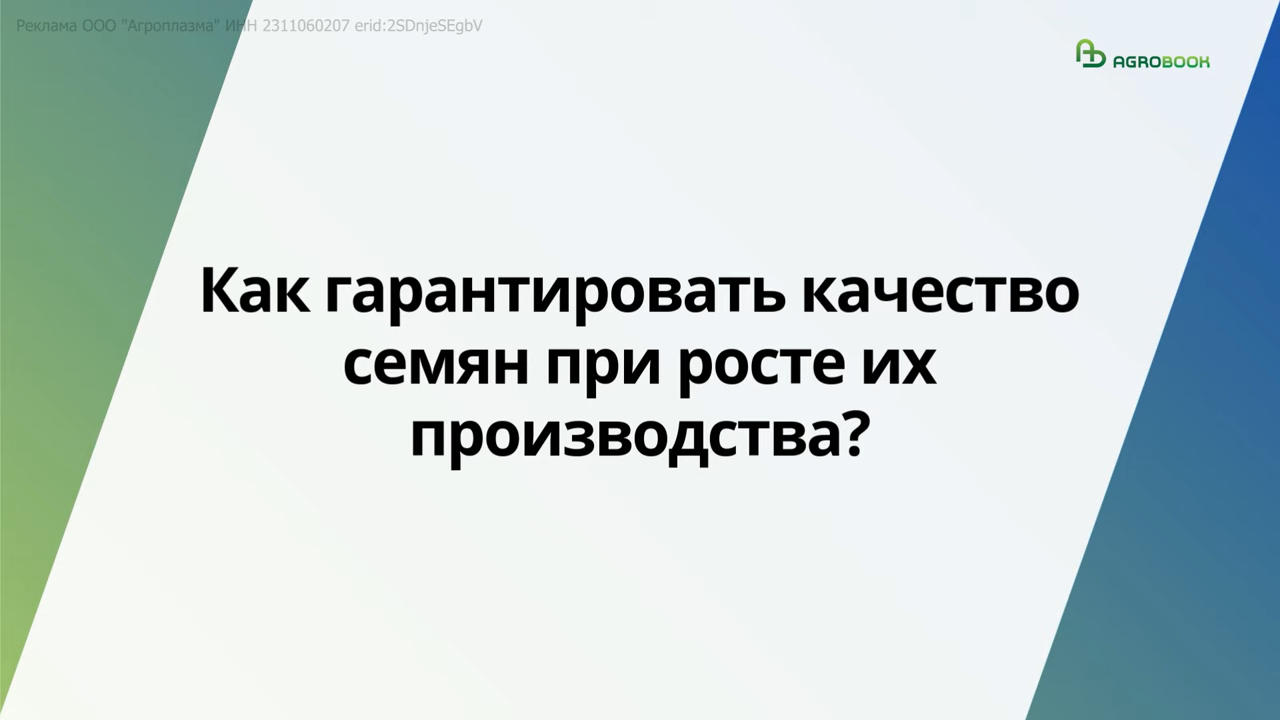 Реклама ООО "Агроплазма" ИНН 2311060207 erid:2SDnjeSEgbV
AGROBOOK
Как гарантировать качество
семян при росте их
производства?